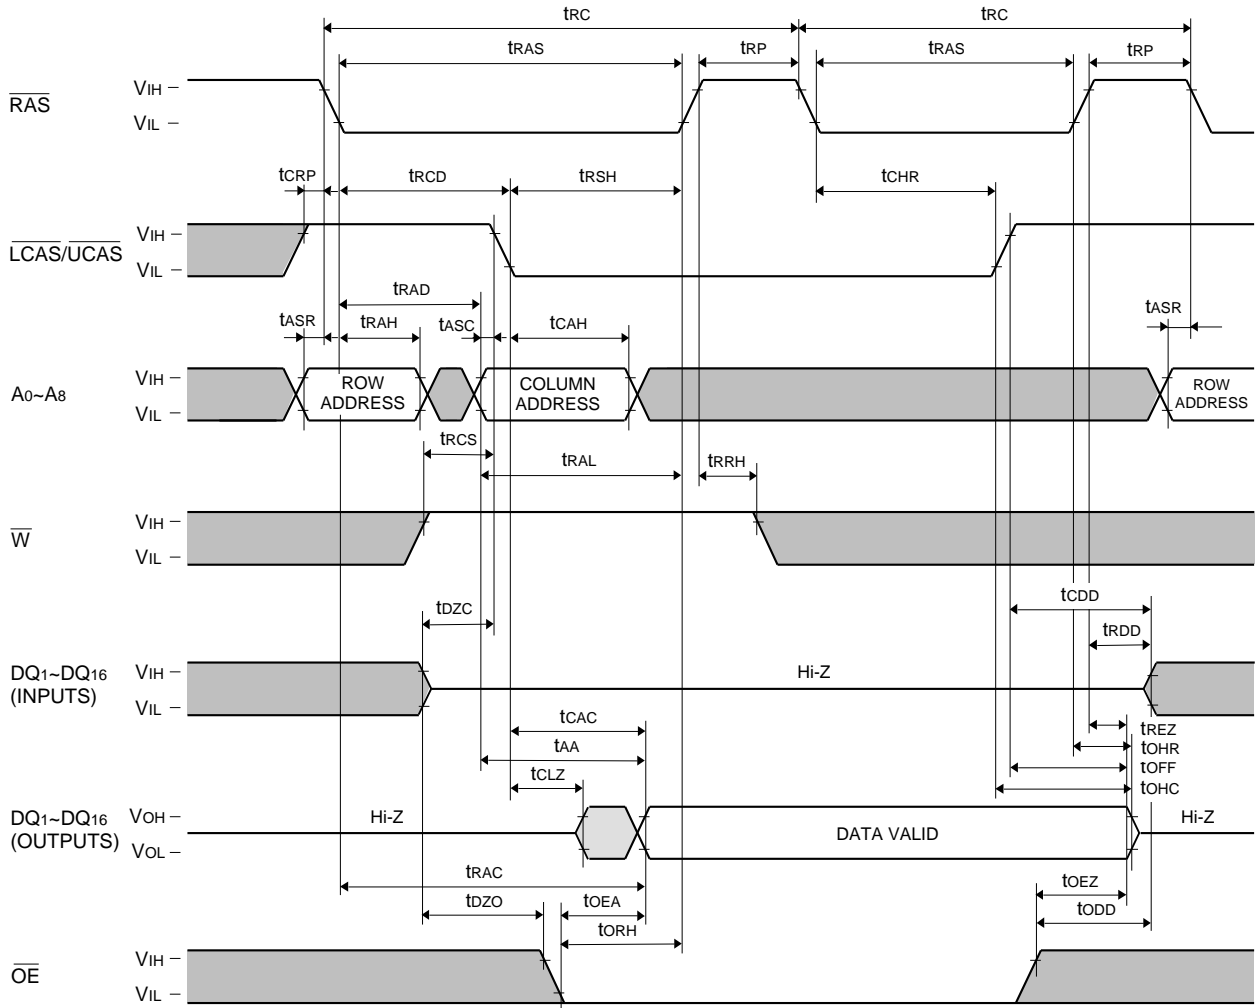 tRC tRC
tRAS tRP tRAS tRP
RAS VIH
VIL
tCRP tRCD tRSH tCHR
LCAS/UCAS VIH
VIL
tRAD
tASR tRAH tASC tCAH tASR
A0~A8 VIH
VIL
ROW
ADDRESS
COLUMN
ADDRESS
ROW
ADDRESS
tRCS tRAL tRRH
W VIH
VIL
tCDD
tDZC tRDD
DQ1~DQ16
(INPUTS)
VIH
VIL
Hi-Z
tCAC tREZ
tAA tOHR
tOFF
tCLZ tOHC
DQ1~DQ16
(OUTPUTS)
VOH
VOL
Hi-Z DATA VALID Hi-Z
tRAC tOEZ
tDZO tOEA tODD
tORH
OE VIH
VIL